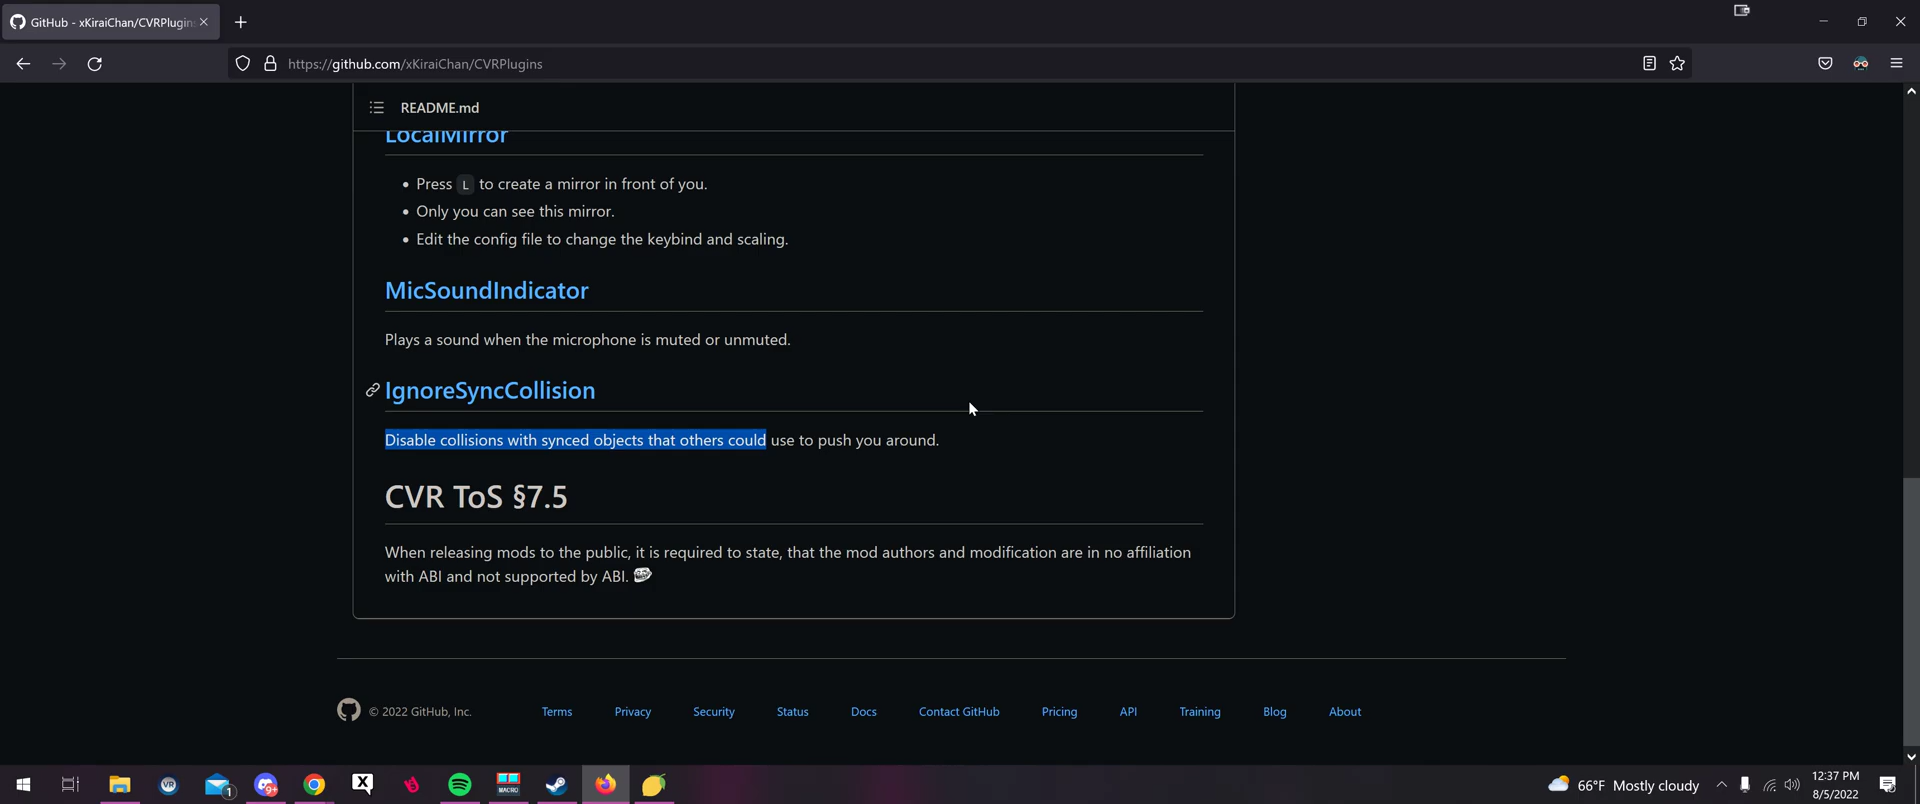 GitHub - xKiraiChan/CVRPlugin
https://github.com/xKiraiChan/CVRPlugins
README.md
LocalMirror
Press L to create a mirror in front of you.
Only you can see this mirror.
Edit the config file to change the keybind and scaling.
MicSoundIndicator
Plays a sound when the microphone is muted or unmuted.
IgnoreSyncCollision
Disable collisions with synced objects that others could use to push you around.
CVR ToS §7.5
When releasing mods to the public, it is required to state, that the mod authors and modification are in no affiliation
with ABI and not supported by ABI.
© 2022 GitHub, Inc. Terms Privacy Security Status Docs Contact GitHub Pricing API Training Blog About
VR 1 9+ X MACRO 66°F Mostly cloudy 12:37 PM
8/5/2022